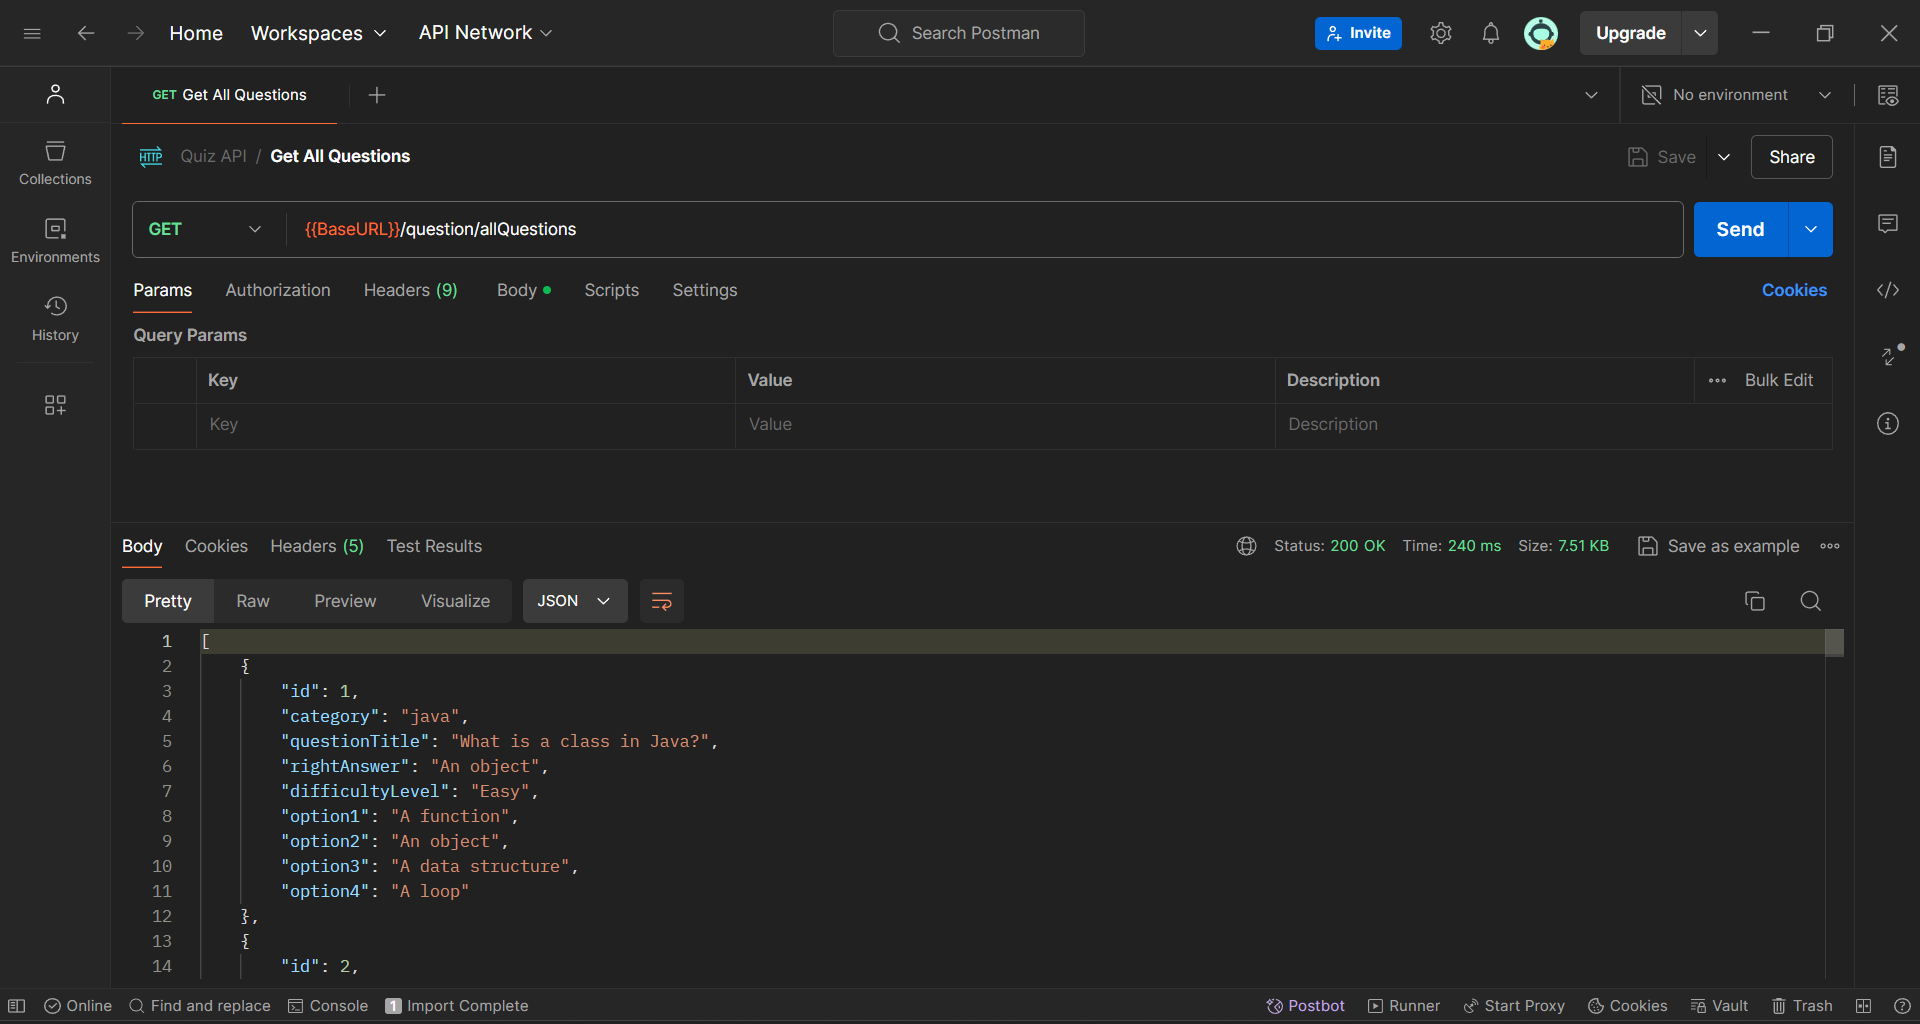 Home Workspaces API Network Search Postman Invite Upgrade
GET Get All Questions No environment
HTTP Quiz API / Get All Questions Save Share
Collections
Environments
History
GET {{BaseURL}}/question/allQuestions Send
Params Authorization Headers (9) Body Scripts Settings Cookies
Query Params
Key Value Description Bulk Edit
Key Value Description
Body Cookies Headers (5) Test Results Status: 200 OK Time: 240 ms Size: 7.51 KB Save as example
Pretty Raw Preview Visualize JSON
1 [
2 {
3 "id": 1,
4 "category": "java",
5 "questionTitle": "What is a class in Java?",
6 "rightAnswer": "An object",
7 "difficultyLevel": "Easy",
8 "option1": "A function",
9 "option2": "An object",
10 "option3": "A data structure",
11 "option4": "A loop"
12 },
13 {
14 "id": 2,
Online Find and replace Console 1 Import Complete Postbot Runner Start Proxy Cookies Vault Trash